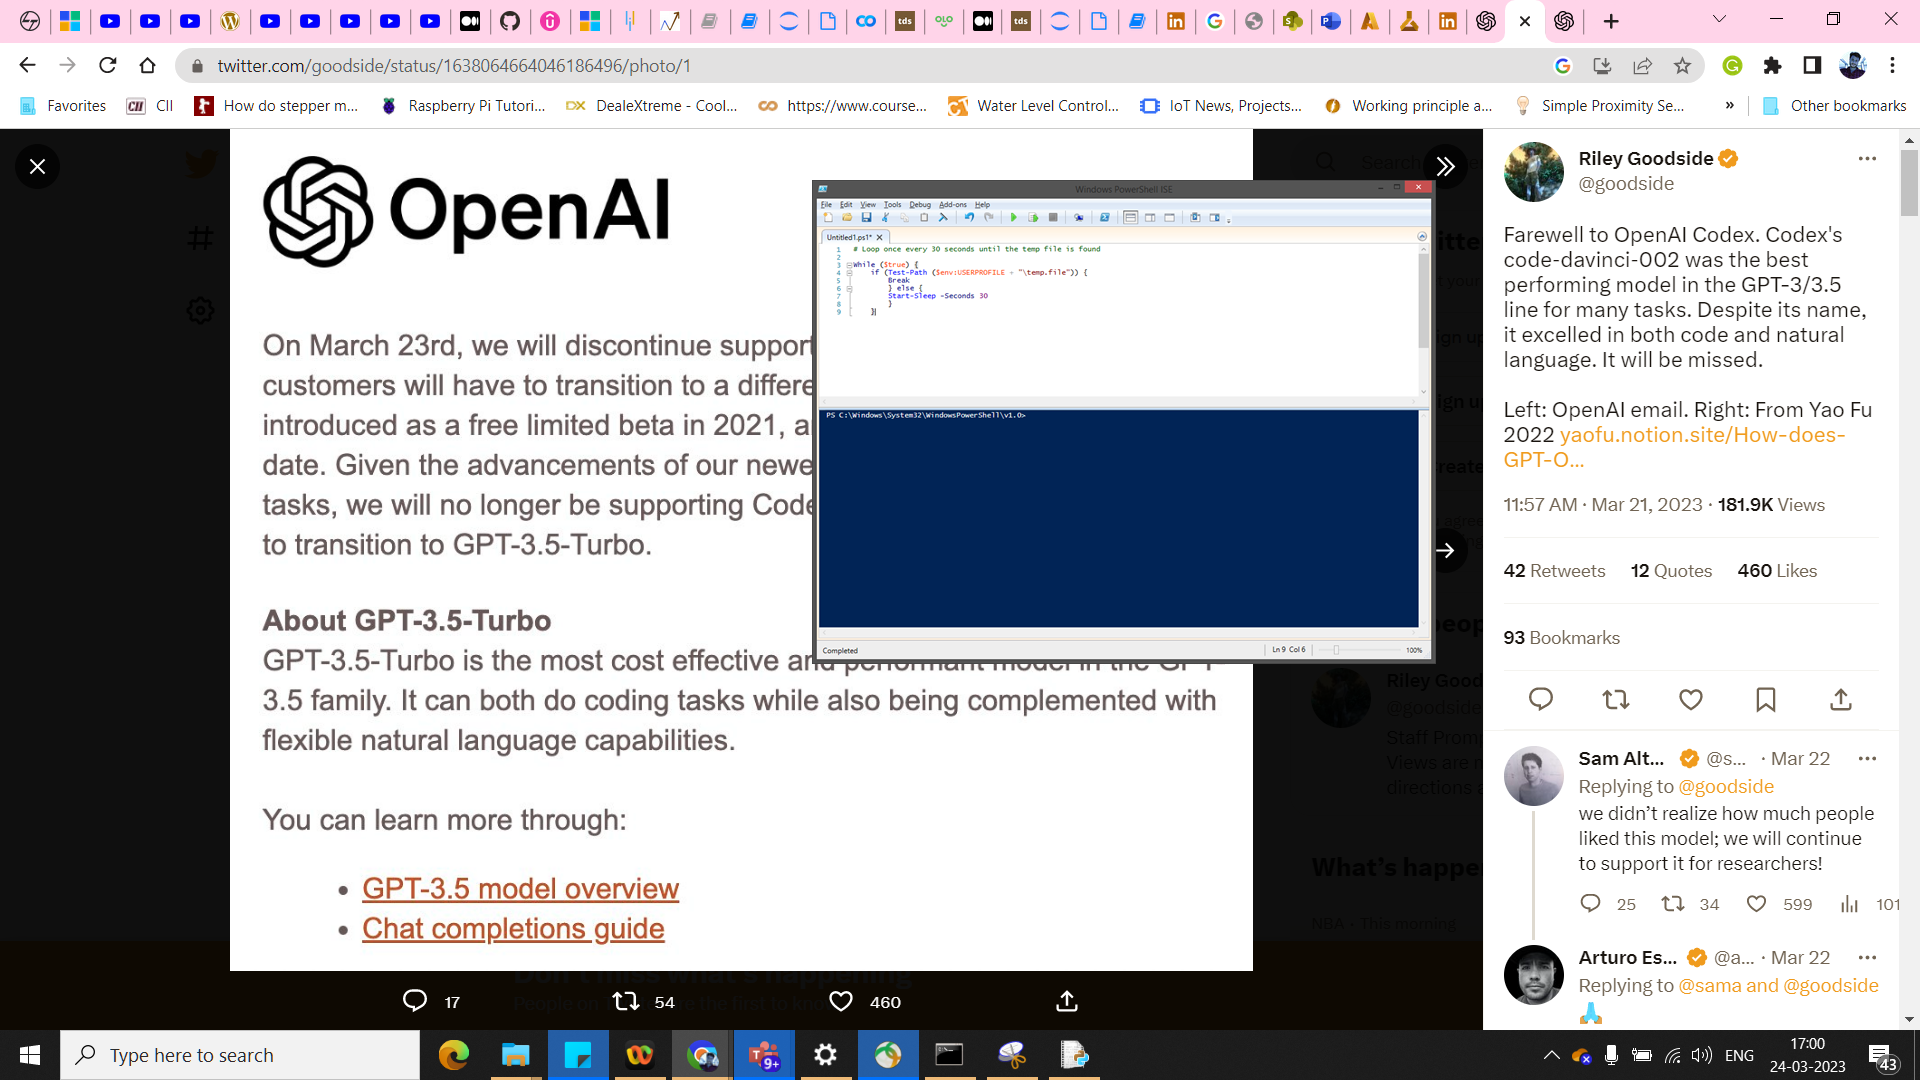 twitter.com/goodside/status/1638064664046186496/photo/1
Favorites
CII
How do stepper m...
Raspberry Pi Tutori...
DealeXtreme - Cool...
https://www.course...
Water Level Control...
IoT News, Projects...
Working principle a...
Simple Proximity Se...
»
Other bookmarks
OpenAI
On March 23rd, we will discontinue support
customers will have to transition to a differe
introduced as a free limited beta in 2021, a
date. Given the advancements of our newe
tasks, we will no longer be supporting Code
to transition to GPT-3.5-Turbo.
About GPT-3.5-Turbo
GPT-3.5-Turbo is the most cost effective and performant model in the GPT-
3.5 family. It can both do coding tasks while also being complemented with
flexible natural language capabilities.
You can learn more through:
• GPT-3.5 model overview
• Chat completions guide
17
54
460
Windows PowerShell ISE
File Edit View Tools Debug Add-ons Help
Untitled1.ps1* X
1 # Loop once every 30 seconds until the temp file is found
2
3 While ($true) {
4 if (Test-Path ($env:USERPROFILE + "\temp.file")) {
5 Break
6 } else {
7 Start-Sleep -Seconds 30
8 }
9 }
PS C:\Windows\System32\WindowsPowerShell\v1.0>
Completed
Ln 9 Col 6
100%
Riley Goodside
@goodside
Farewell to OpenAI Codex. Codex's
code-davinci-002 was the best
performing model in the GPT-3/3.5
line for many tasks. Despite its name,
it excelled in both code and natural
language. It will be missed.
Left: OpenAI email. Right: From Yao Fu
2022 yaofu.notion.site/How-does-
GPT-O...
11:57 AM · Mar 21, 2023 · 181.9K Views
42 Retweets 12 Quotes 460 Likes
93 Bookmarks
Sam Alt... @s... · Mar 22
Replying to @goodside
we didn't realize how much people
liked this model; we will continue
to support it for researchers!
25
34
599
101
Arturo Es... @a... · Mar 22
Replying to @sama and @goodside
What's happe
NBA · This morning
Type here to search
9+
ENG
17:00
24-03-2023
43